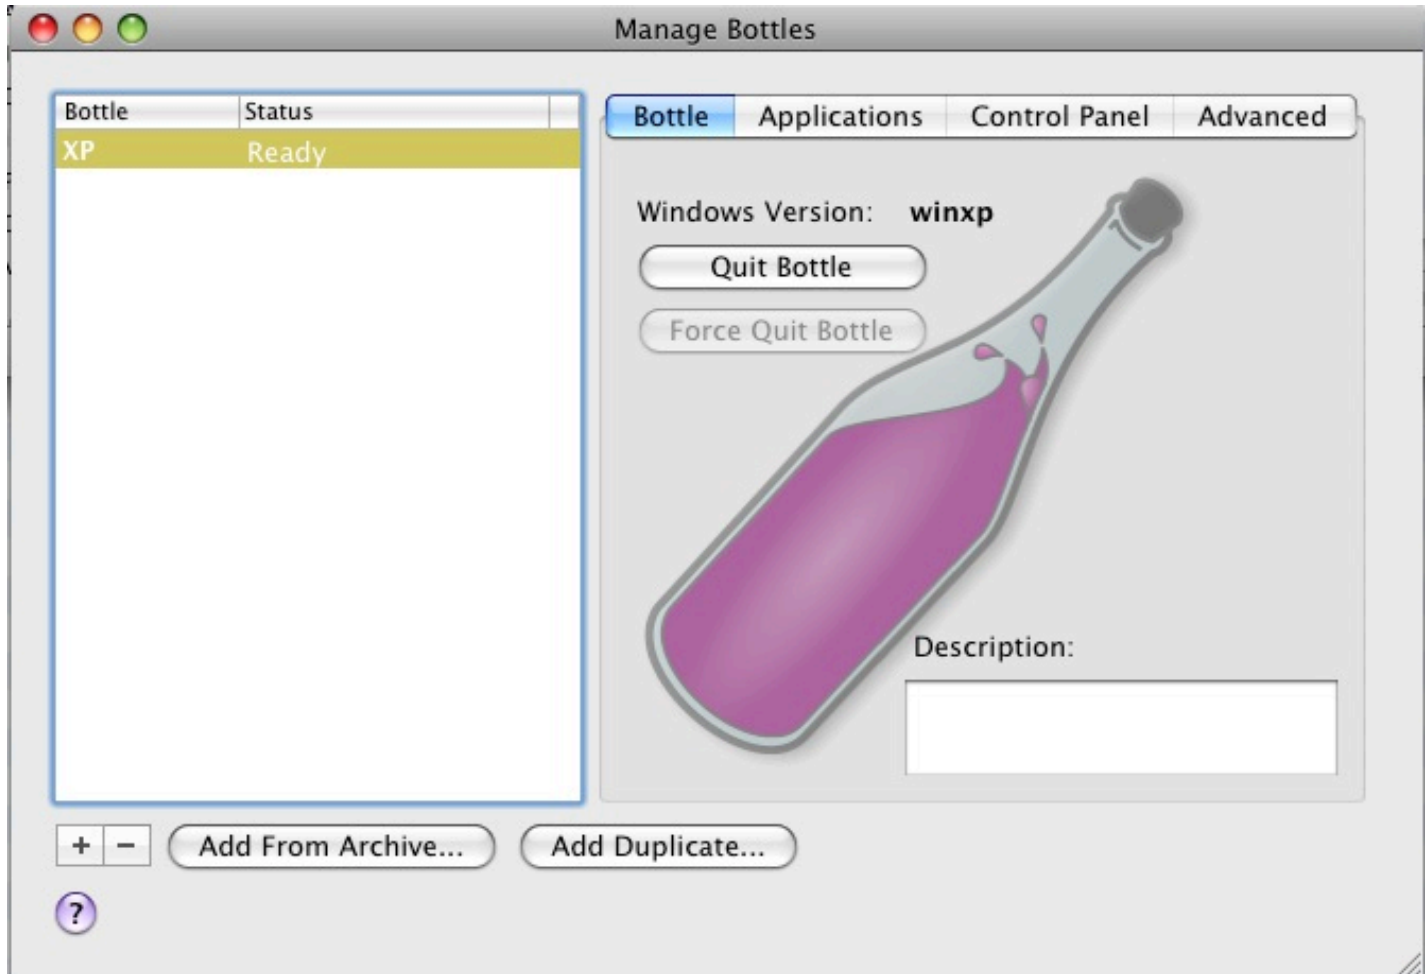 Manage Bottles
Bottle Status
XP Ready
Bottle Applications Control Panel Advanced
Windows Version: winxp
Quit Bottle
Force Quit Bottle
Description:
+ − Add From Archive... Add Duplicate...
?